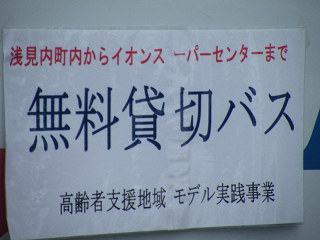 浅見内町内からイオンス ーパーセンターまで
無料貸切バス
高齢者支援地域 モデル実践事業